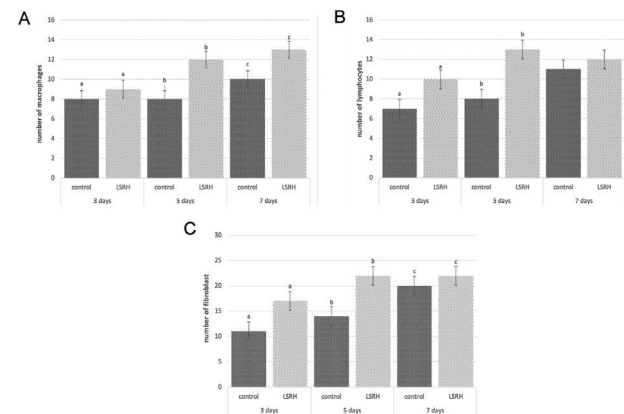 A
number of macrophages
16
14
12
10
8
6
4
2
0
a
a
b
b
c
c
control
LSRH
control
LSRH
control
LSRH
3 days
5 days
7 days
B
number of lymphocytes
16
14
12
10
8
6
4
2
0
a
a
b
b
control
LSRH
control
LSRH
control
LSRH
3 days
5 days
7 days
C
number of fibroblast
30
25
20
15
10
5
0
a
a
b
b
c
c
control
LSRH
control
LSRH
control
LSRH
3 days
5 days
7 days